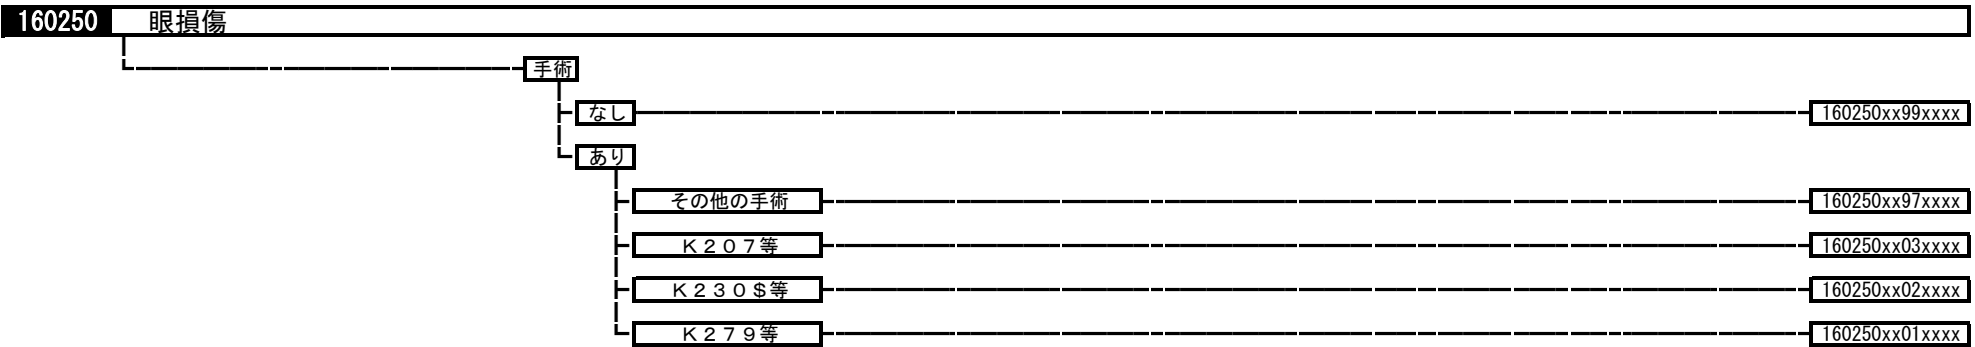 160250 眼損傷
手術
なし 160250xx99xxxx
あり
その他の手術 160250xx97xxxx
Ｋ２０７等 160250xx03xxxx
Ｋ２３０＄等 160250xx02xxxx
Ｋ２７９等 160250xx01xxxx